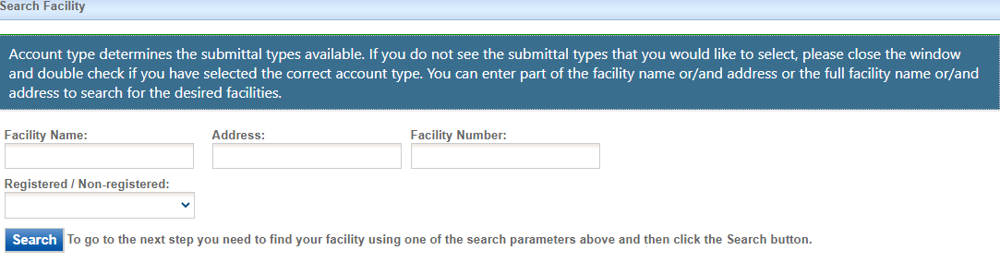 Search Facility
Account type determines the submittal types available. If you do not see the submittal types that you would like to select, please close the window
and double check if you have selected the correct account type. You can enter part of the facility name or/and address or the full facility name or/and
address to search for the desired facilities.
Facility Name: Address: Facility Number:
Registered / Non-registered:
Search To go to the next step you need to find your facility using one of the search parameters above and then click the Search button.